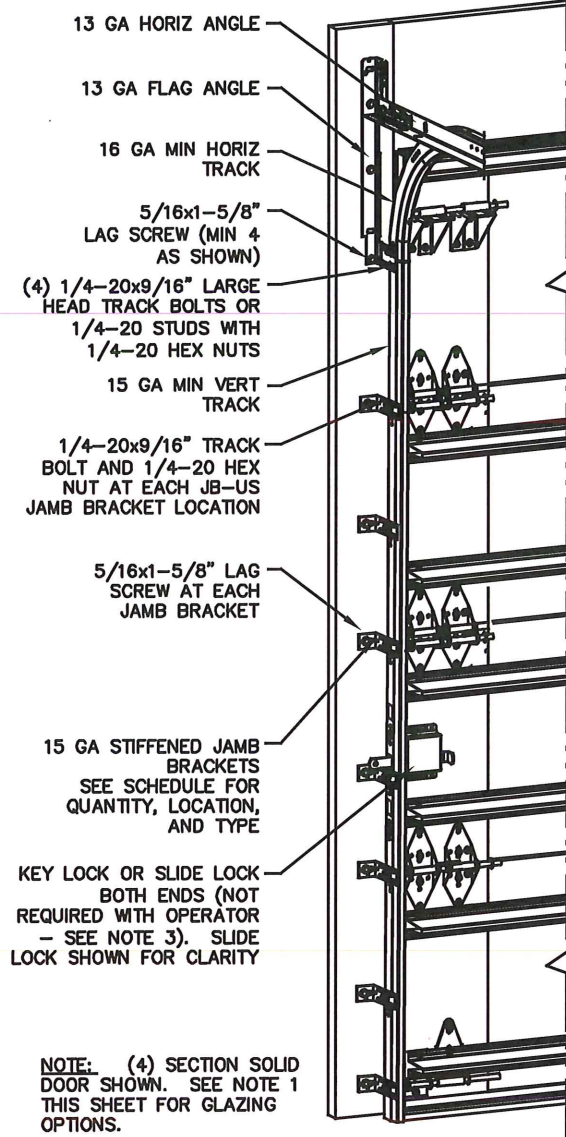 13 GA HORIZ ANGLE
13 GA FLAG ANGLE
16 GA MIN HORIZ
TRACK
5/16x1-5/8"
LAG SCREW (MIN 4
AS SHOWN)
(4) 1/4-20x9/16" LARGE
HEAD TRACK BOLTS OR
1/4-20 STUDS WITH
1/4-20 HEX NUTS
15 GA MIN VERT
TRACK
1/4-20x9/16" TRACK
BOLT AND 1/4-20 HEX
NUT AT EACH JB-US
JAMB BRACKET LOCATION
5/16x1-5/8" LAG
SCREW AT EACH
JAMB BRACKET
15 GA STIFFENED JAMB
BRACKETS
SEE SCHEDULE FOR
QUANTITY, LOCATION,
AND TYPE
KEY LOCK OR SLIDE LOCK
BOTH ENDS (NOT
REQUIRED WITH OPERATOR
- SEE NOTE 3). SLIDE
LOCK SHOWN FOR CLARITY
NOTE: (4) SECTION SOLID
DOOR SHOWN. SEE NOTE 1
THIS SHEET FOR GLAZING
OPTIONS.